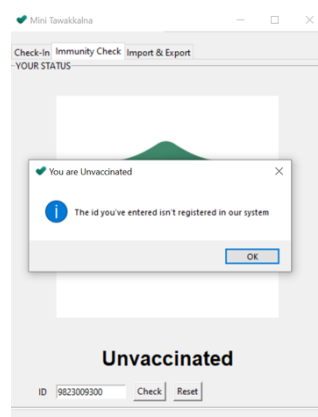 Mini Tawakkalna
Check-In Immunity Check Import & Export
YOUR STATUS
You are Unvaccinated
The id you've entered isn't registered in our system
OK
Unvaccinated
ID 9823009300 Check Reset